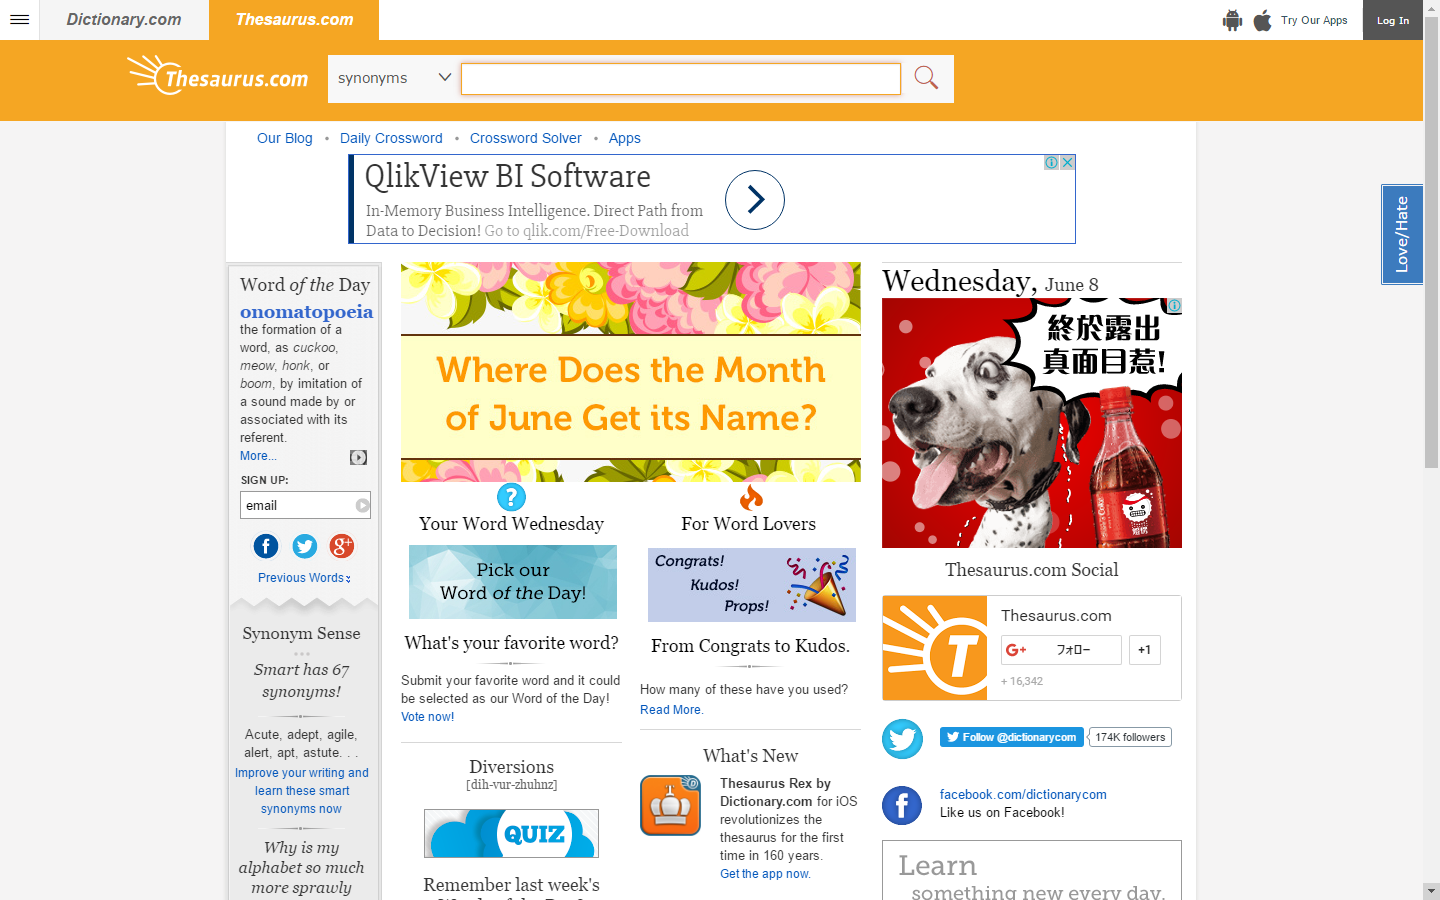 Dictionary.com
Thesaurus.com
Try Our Apps
Log In
Thesaurus.com
synonyms
Our Blog • Daily Crossword • Crossword Solver • Apps
QlikView BI Software
In-Memory Business Intelligence. Direct Path from
Data to Decision! Go to qlik.com/Free-Download
Love/Hate
Word of the Day
onomatopoeia
the formation of a
word, as cuckoo,
meow, honk, or
boom, by imitation of
a sound made by or
associated with its
referent.
More...
SIGN UP:
email
Previous Words
Synonym Sense
Smart has 67
synonyms!
Acute, adept, agile,
alert, apt, astute. . .
Improve your writing and
learn these smart
synonyms now
Why is my
alphabet so much
more sprawly
Where Does the Month
of June Get its Name?
Your Word Wednesday
Pick our
Word of the Day!
What's your favorite word?
Submit your favorite word and it could
be selected as our Word of the Day!
Vote now!
Diversions
[dih-vur-zhuhnz]
QUIZ
Remember last week's
For Word Lovers
Congrats!
Kudos!
Props!
From Congrats to Kudos.
How many of these have you used?
Read More.
What's New
Thesaurus Rex by
Dictionary.com for iOS
revolutionizes the
thesaurus for the first
time in 160 years.
Get the app now.
Wednesday, June 8
終於露出
真面目惹!
Thesaurus.com Social
Thesaurus.com
G+ フォロー
+1
+ 16,342
Follow @dictionarycom
174K followers
facebook.com/dictionarycom
Like us on Facebook!
Learn
something new every day.